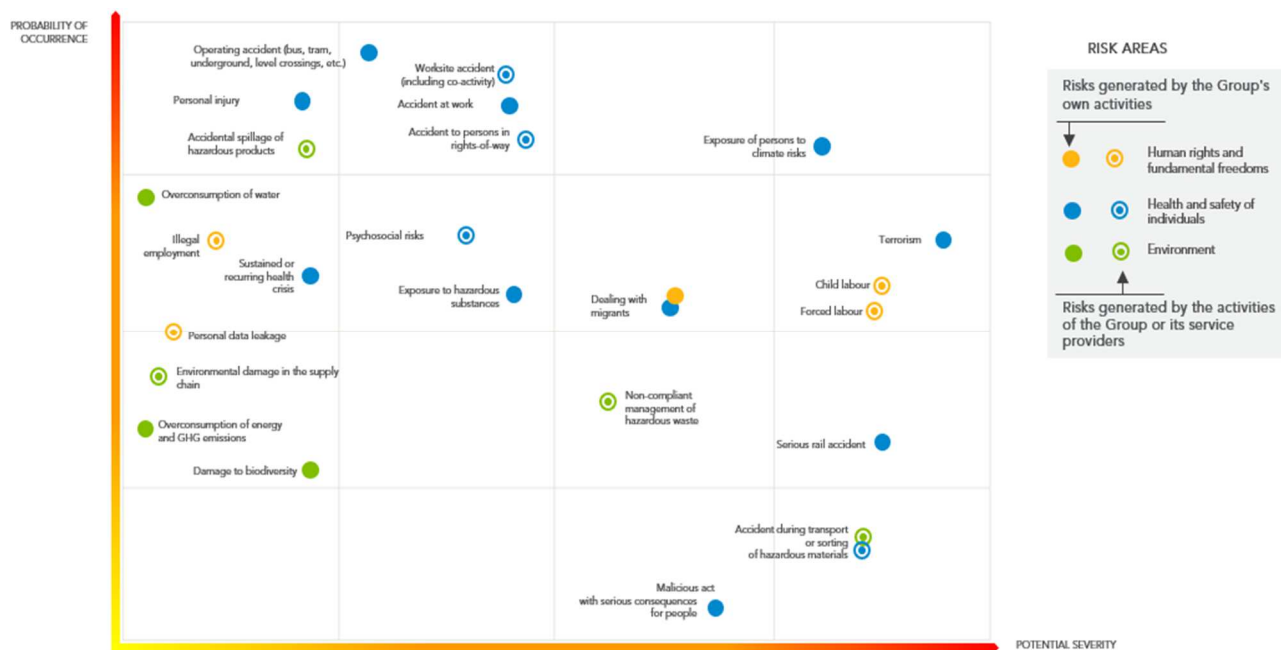 PROBABILITY OF
OCCURRENCE
Operating accident (bus, tram,
underground, level crossings, etc.)
Worksite accident
(including co-activity)
Personal injury
Accident at work
Accidental spillage of
hazardous products
Accident to persons in
rights-of-way
Exposure of persons to
climate risks
Overconsumption of water
Illegal
employment
Psychosocial risks
Terrorism
Sustained or
recurring health
crisis
Exposure to hazardous
substances
Dealing with
migrants
Child labour
Forced labour
Personal data leakage
Environmental damage in the supply
chain
Non-compliant
management of
hazardous waste
Overconsumption of energy
and GHG emissions
Serious rail accident
Damage to biodiversity
Accident during transport
or sorting
of hazardous materials
Malicious act
with serious consequences
for people
POTENTIAL SEVERITY
RISK AREAS
Risks generated by the Group's
own activities
Human rights and
fundamental freedoms
Health and safety of
individuals
Environment
Risks generated by the activities
of the Group or its service
providers